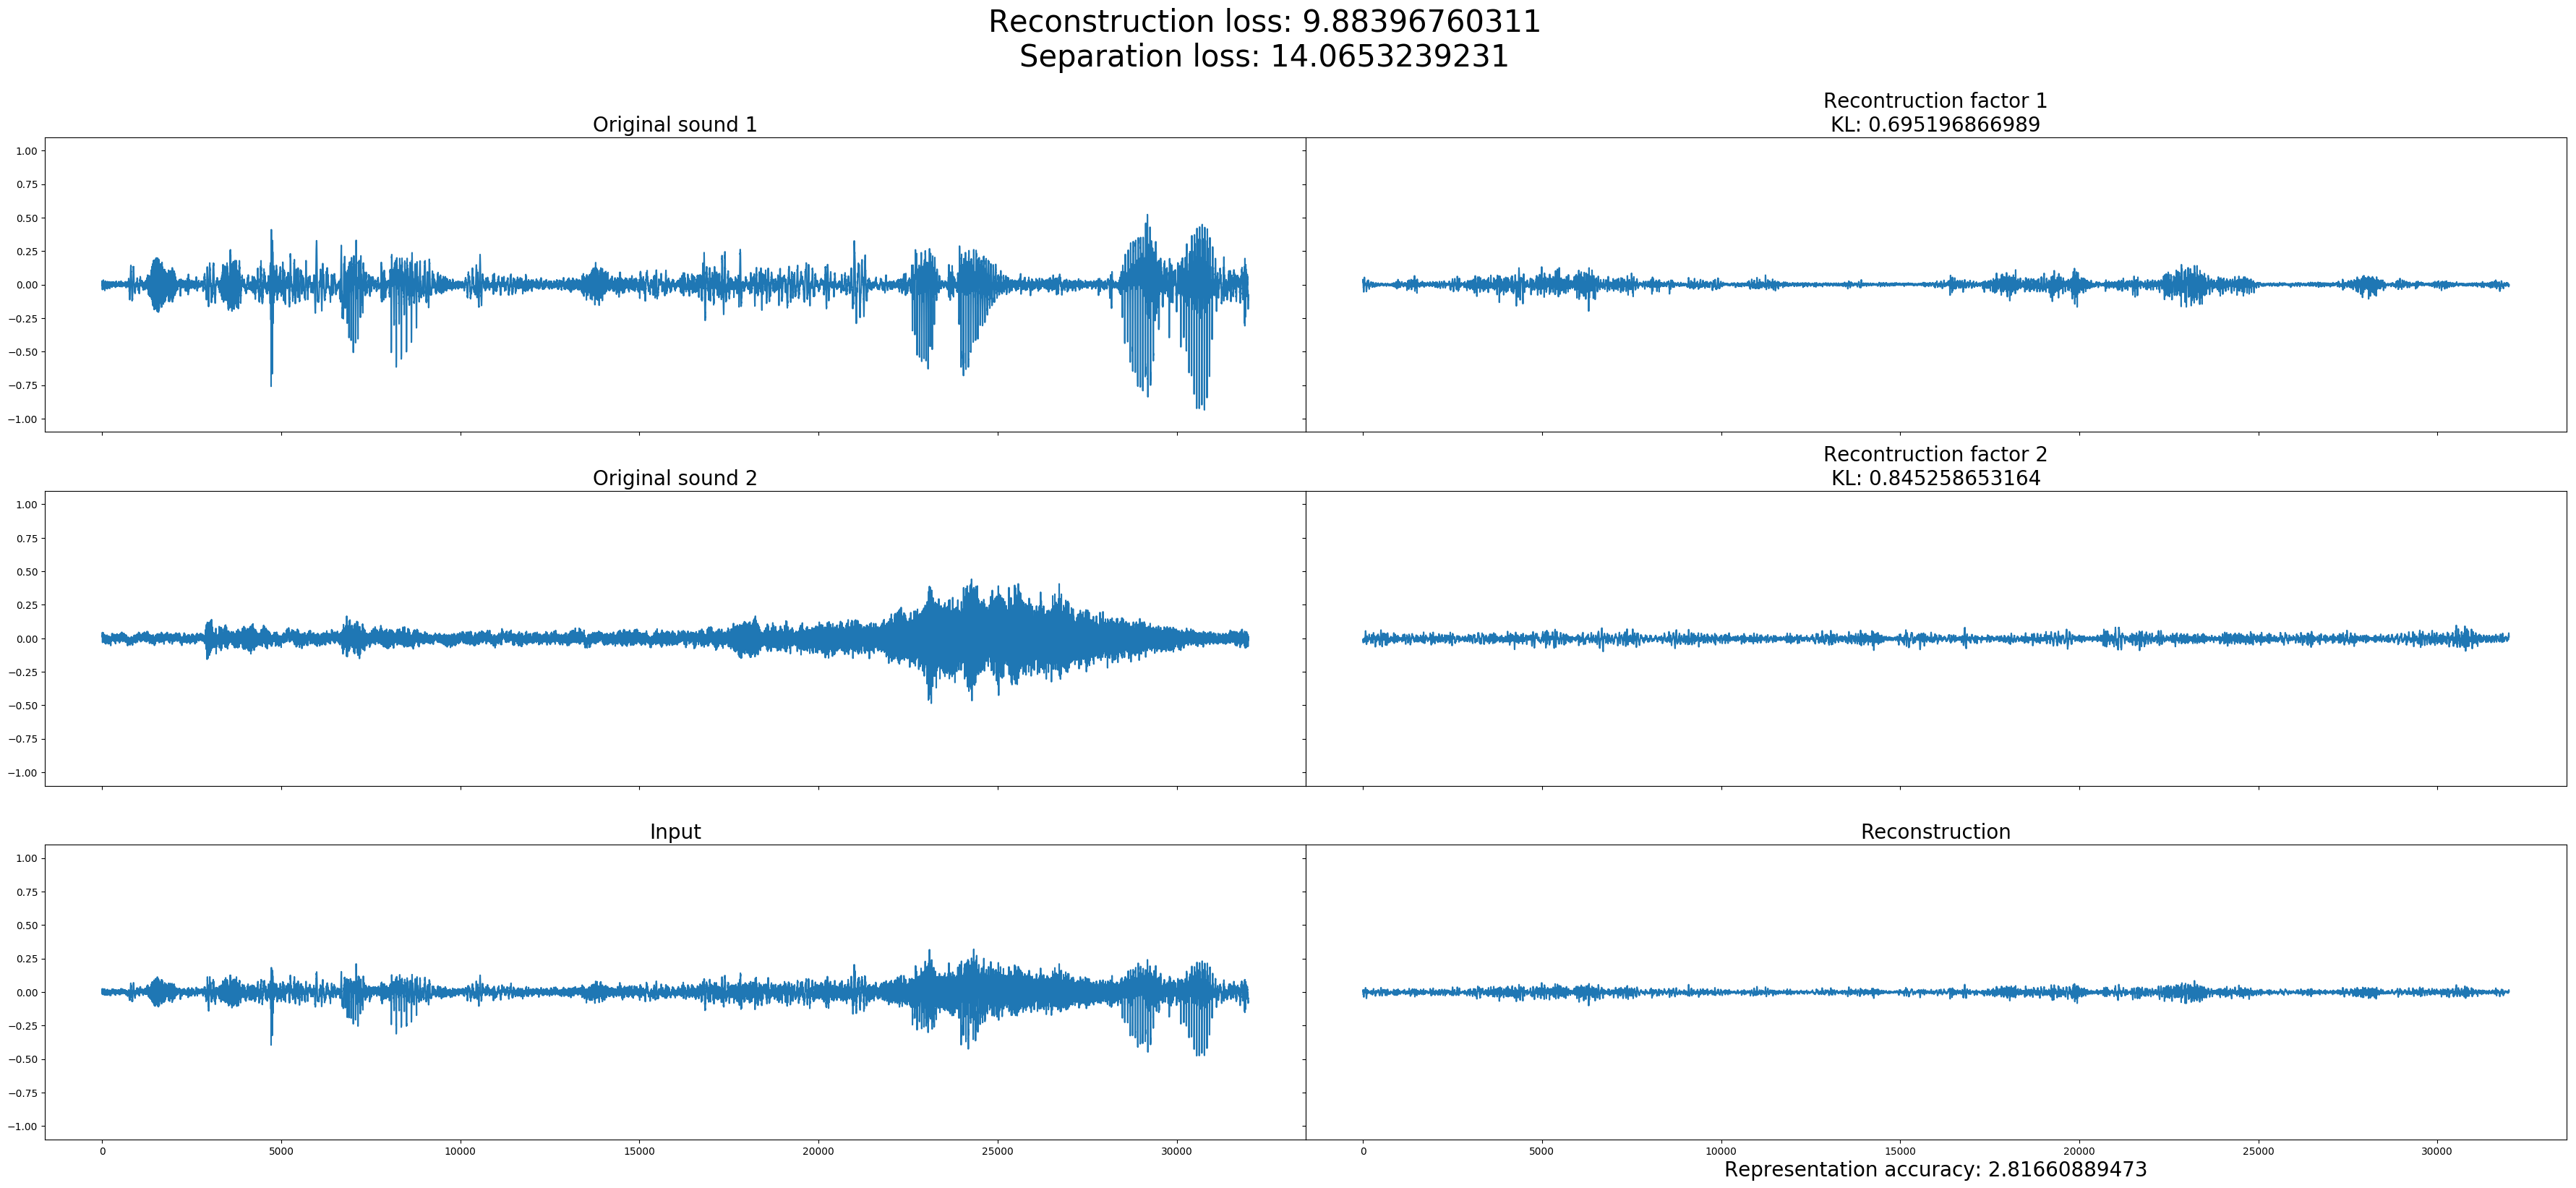 Reconstruction loss: 9.88396760311
Separation loss: 14.0653239231
Original sound 1
Recontruction factor 1
KL: 0.695196866989
1.00
0.75
0.50
0.25
0.00
−0.25
−0.50
−0.75
−1.00
Original sound 2
Recontruction factor 2
KL: 0.845258653164
1.00
0.75
0.50
0.25
0.00
−0.25
−0.50
−0.75
−1.00
Input
Reconstruction
1.00
0.75
0.50
0.25
0.00
−0.25
−0.50
−0.75
−1.00
0 5000 10000 15000 20000 25000 30000
0 5000 10000 15000 20000 25000 30000
Representation accuracy: 2.81660889473